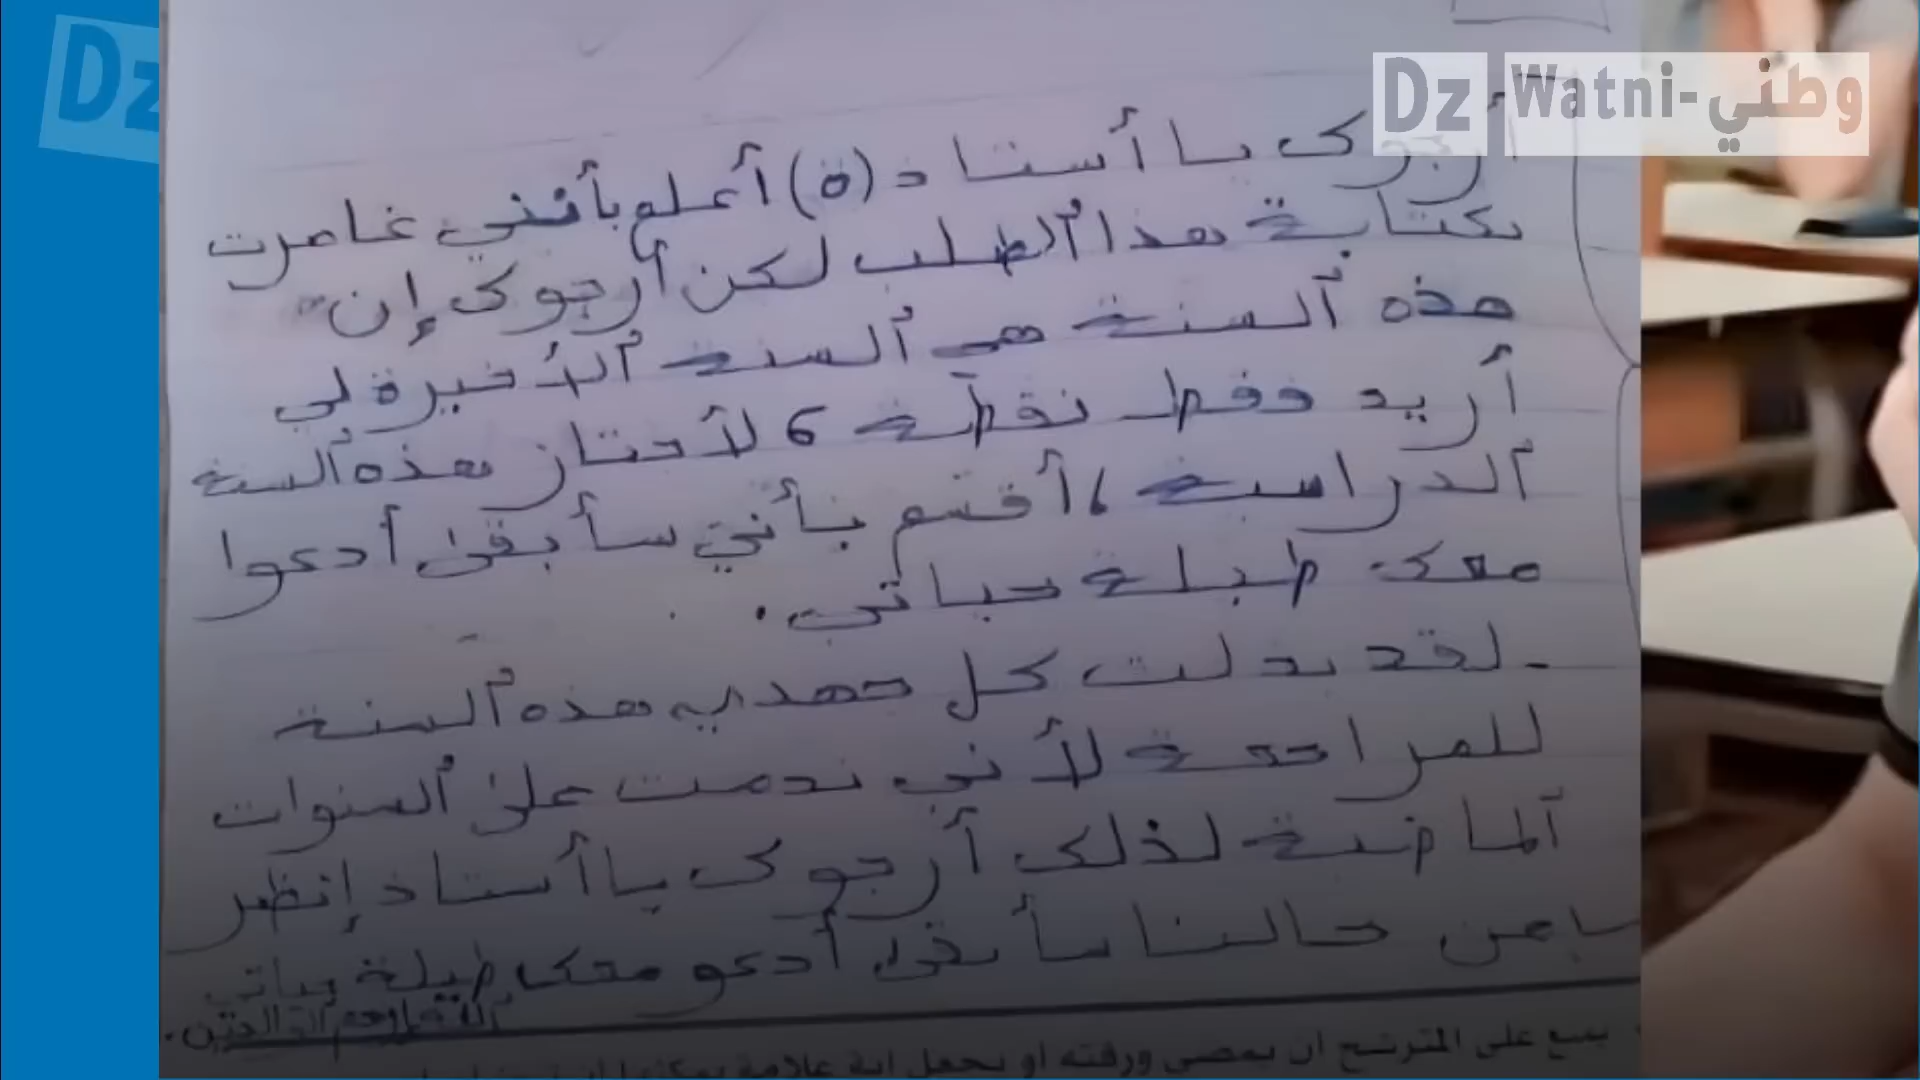 Dz
Dz Watni-وطني
أرجوك يا أستاذ (ة) أعلم بأنني غامرت
بكتابة هذا الطلب لكن أرجوك إن
هذه السنة هي السنة الأخيرة لي
أريد فقط نقطة 6 لأجتاز هذه السنة
الدراسية، أقسم بأني سأبقى أدعوا
معك طيلة حياتي.
- لقد بذلت كل جهدي هذه السنة
للمراجعة لأني ندمت على السنوات
الماضية لذلك أرجوك يا أستاذ إنظر
من حالنا سأبقى أدعو معك طيلة حياتي
يمنع على المترشح ان يمضي ورقته او يجعل اية علامة